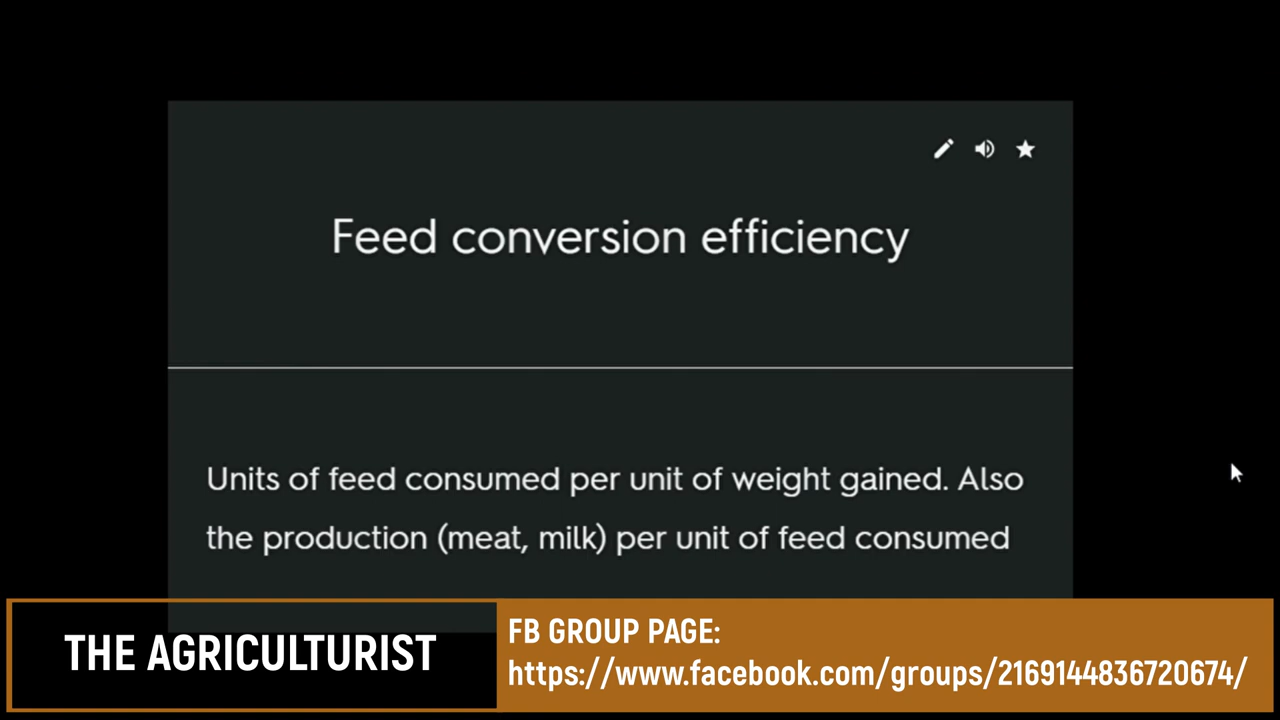 Feed conversion efficiency
Units of feed consumed per unit of weight gained. Also
the production (meat, milk) per unit of feed consumed
THE AGRICULTURIST
FB GROUP PAGE:
https://www.facebook.com/groups/2169144836720674/